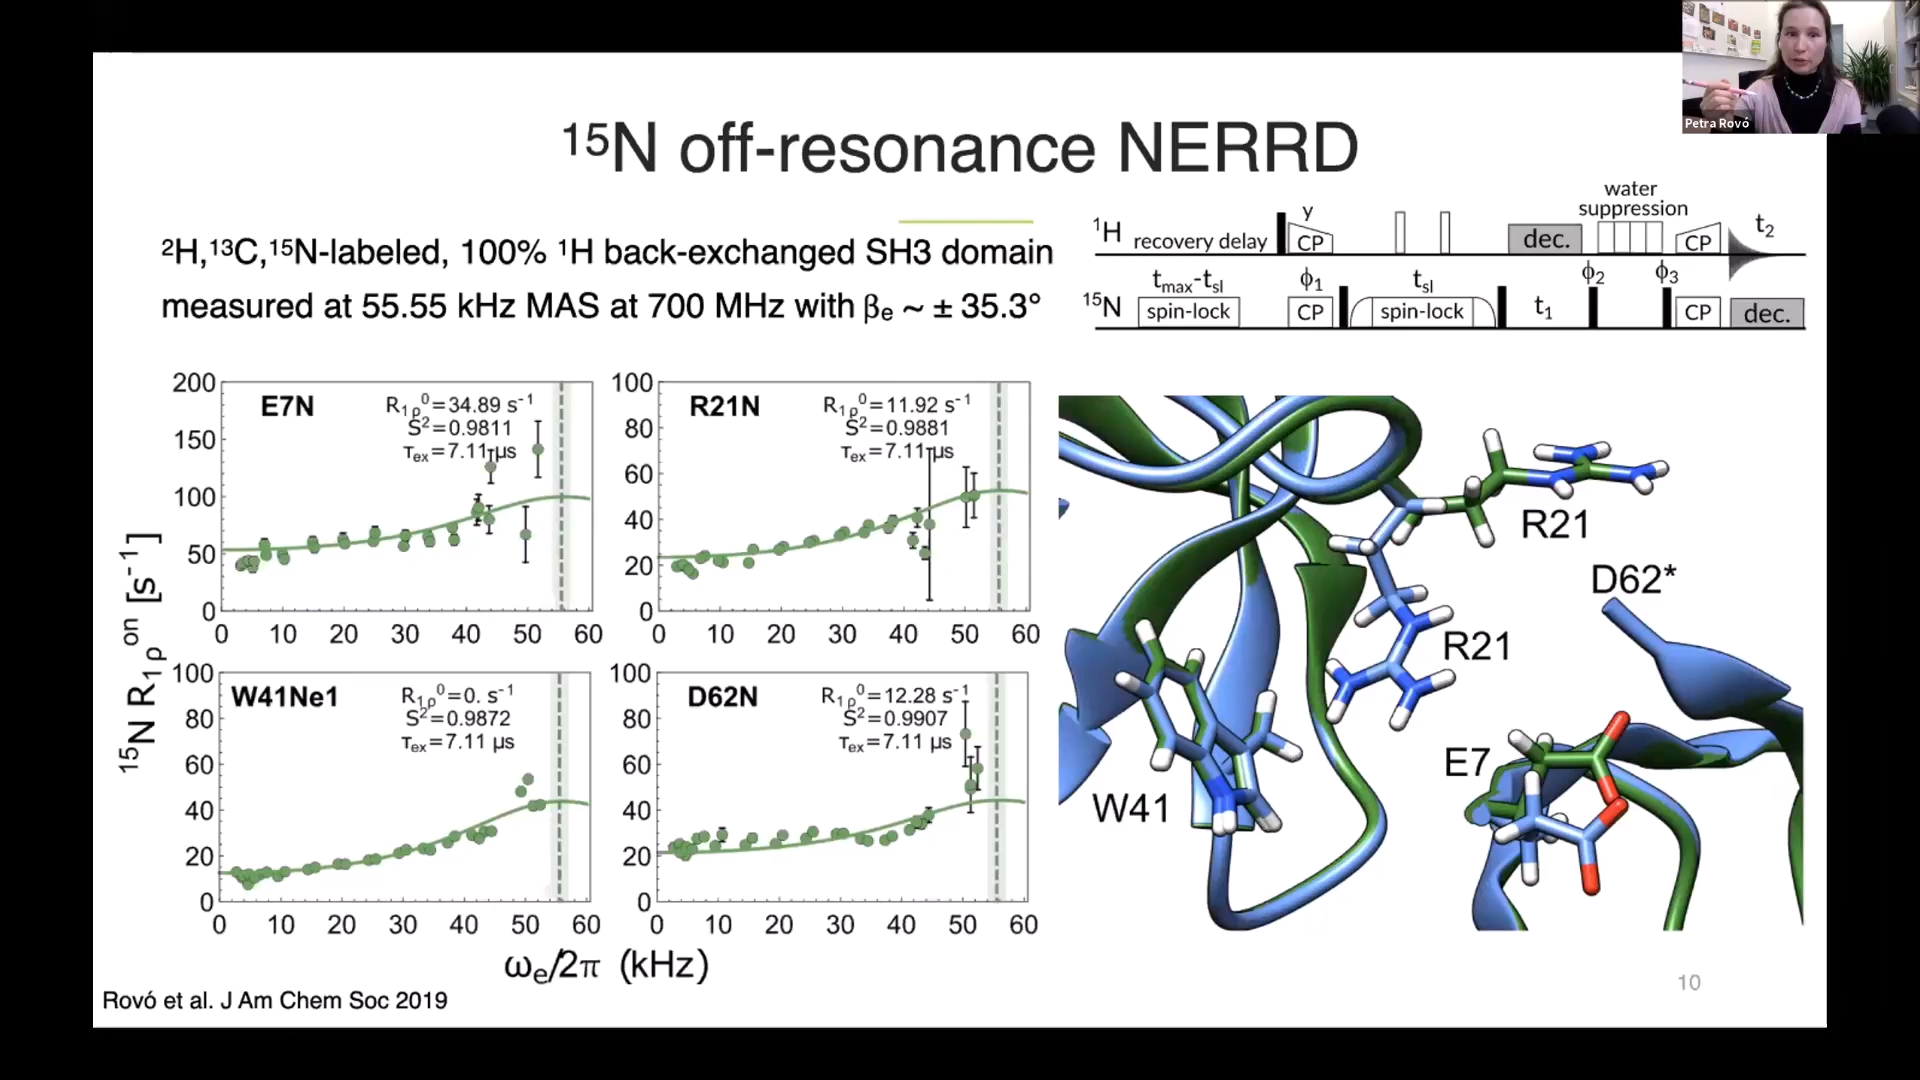 Petra Rovó
¹⁵N off-resonance NERRD
²H,¹³C,¹⁵N-labeled, 100% ¹H back-exchanged SH3 domain
measured at 55.55 kHz MAS at 700 MHz with βe ~ ± 35.3°
water
suppression
y
t₂
¹H
recovery delay
CP
dec.
CP
tmax-tsl
ϕ₁
tsl
ϕ₂
ϕ₃
¹⁵N
spin-lock
CP
spin-lock
t₁
CP
dec.
200
150
100
50
0
E7N
R₁ρ⁰=34.89 s⁻¹
S²=0.9811
τex=7.11 µs
0 10 20 30 40 50 60
100
80
60
40
20
0
R21N
R₁ρ⁰=11.92 s⁻¹
S²=0.9881
τex=7.11 µs
0 10 20 30 40 50 60
¹⁵N R₁ρᵒⁿ [s⁻¹]
100
80
60
40
20
0
W41Ne1
R₁ρ⁰=0. s⁻¹
S²=0.9872
τex=7.11 µs
0 10 20 30 40 50 60
100
80
60
40
20
0
D62N
R₁ρ⁰=12.28 s⁻¹
S²=0.9907
τex=7.11 µs
0 10 20 30 40 50 60
ωe/2π (kHz)
R21
D62*
R21
E7
W41
Rovó et al. J Am Chem Soc 2019
10